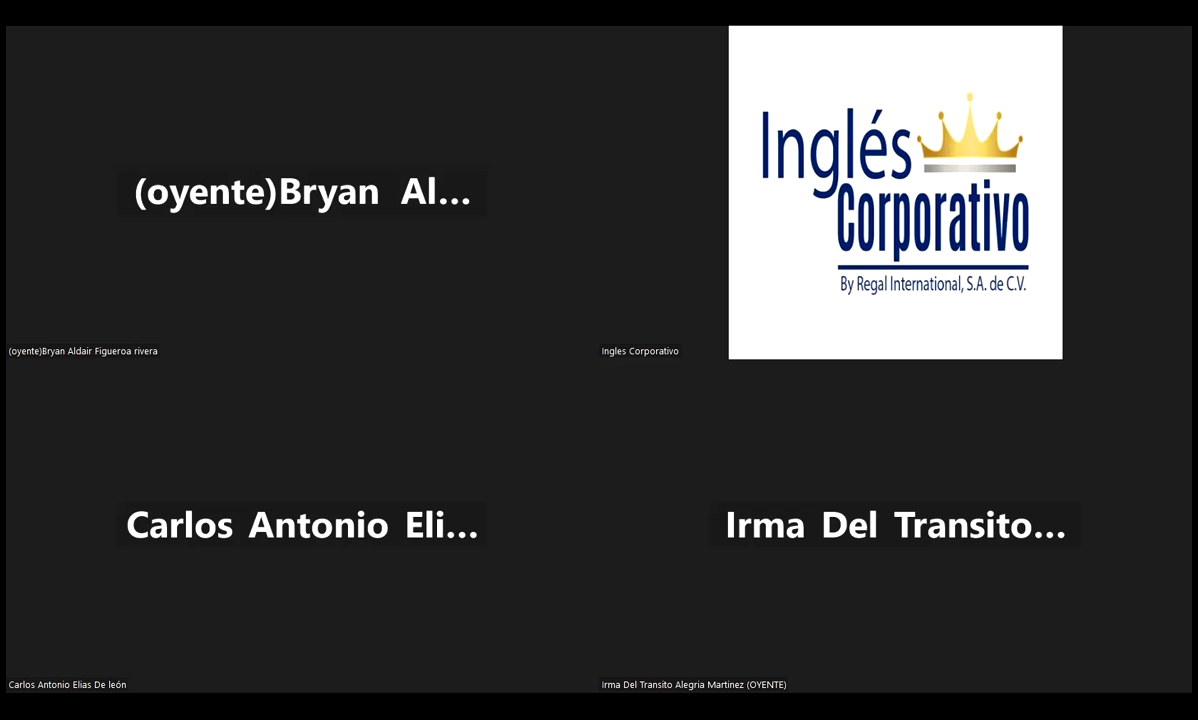 (oyente)Bryan Al...
(oyente)Bryan Aldair Figueroa rivera
Inglés
Corporativo
By Regal International, S.A. de C.V.
Ingles Corporativo
Carlos Antonio Eli...
Carlos Antonio Elias De león
Irma Del Transito...
Irma Del Transito Alegria Martinez (OYENTE)